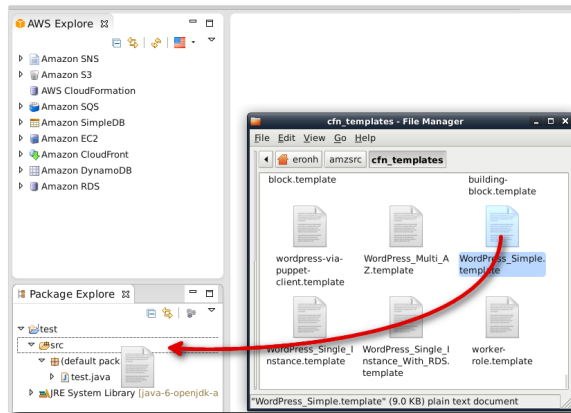 AWS Explore
Amazon SNS
Amazon S3
AWS CloudFormation
Amazon SQS
Amazon SimpleDB
Amazon EC2
Amazon CloudFront
Amazon DynamoDB
Amazon RDS
Package Explore
test
src
(default pack
test.java
JRE System Library [java-6-openjdk-a
cfn_templates - File Manager
File Edit View Go Help
eronh amzsrc cfn_templates
block.template
building-
block.template
wordpress-via-
puppet-
client.template
WordPress_Multi_A
Z.template
WordPress_Simple.
template
WordPress_Single_I
nstance.template
WordPress_Single_I
nstance_With_RDS.
template
worker-
role.template
"WordPress_Simple.template" (9.0 KB) plain text document